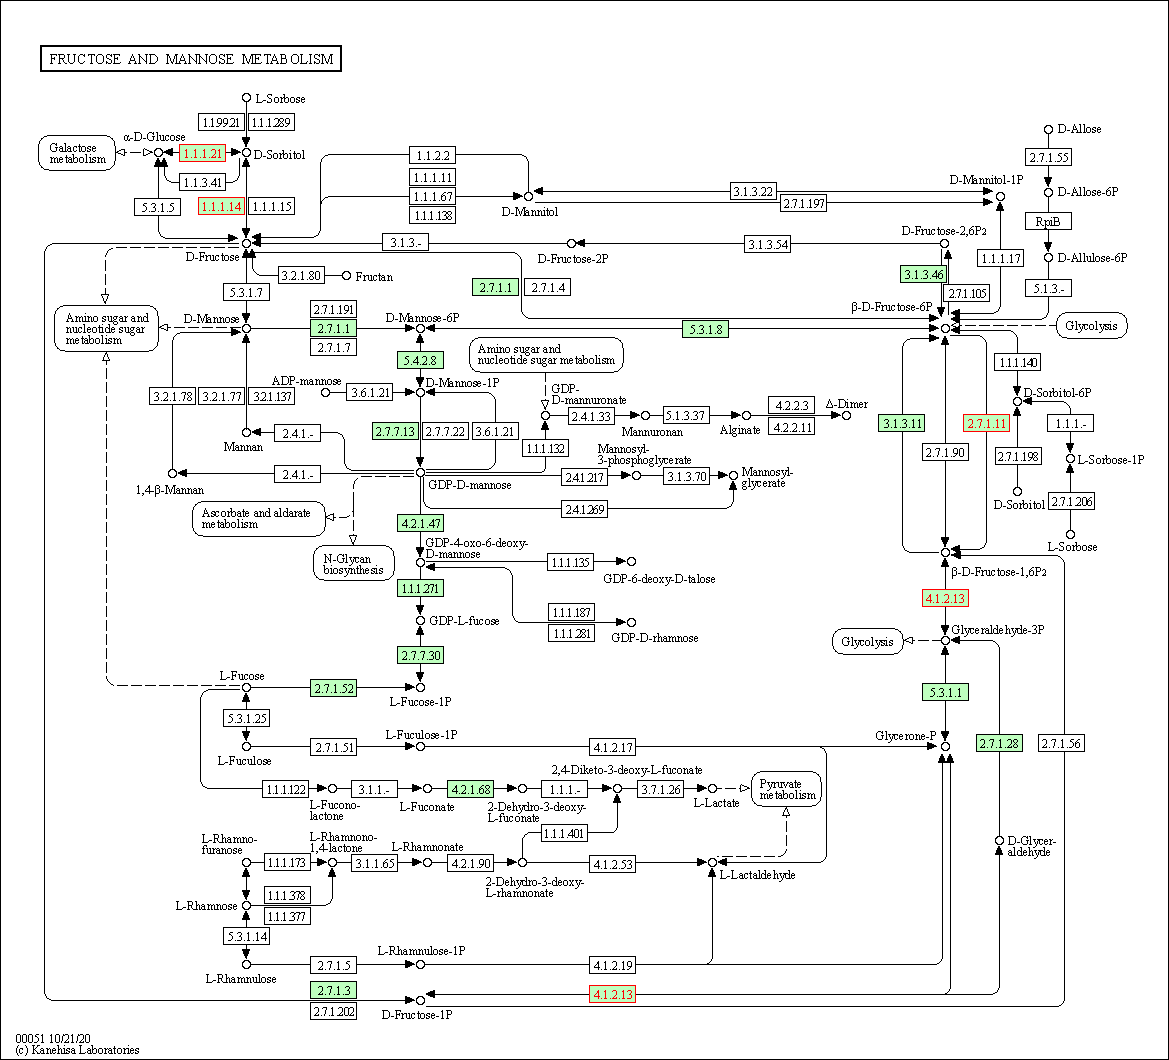 FRUCTOSE AND MANNOSE METABOLISM
L-Sorbose
1.1.99.21
1.1.1.289
α-D-Glucose
Galactose
metabolism
1.1.1.21
D-Sorbitol
1.1.3.41
5.3.1.5
1.1.1.14
1.1.1.15
D-Fructose
1.1.2.2
1.1.1.11
1.1.1.67
1.1.1.138
D-Mannitol
3.1.3.22
2.7.1.197
D-Mannitol-1P
D-Allose
2.7.1.55
D-Allose-6P
RpiB
D-Allulose-6P
5.1.3.-
3.1.3.-
D-Fructose-2P
3.1.3.54
D-Fructose-2,6P2
1.1.1.17
3.2.1.80
Fructan
2.7.1.1
2.7.1.4
3.1.3.46
2.7.1.105
β-D-Fructose-6P
Glycolysis
5.3.1.7
Amino sugar and
nucleotide sugar
metabolism
D-Mannose
2.7.1.191
2.7.1.1
2.7.1.7
D-Mannose-6P
5.3.1.8
5.4.2.8
Amino sugar and
nucleotide sugar metabolism
1.1.1.140
ADP-mannose
3.6.1.21
D-Mannose-1P
GDP-
D-mannuronate
D-Sorbitol-6P
3.2.1.78
3.2.1.77
3.2.1.137
2.4.1.33
Mannuronan
5.1.3.37
Alginate
4.2.2.3
4.2.2.11
Δ-Dimer
3.1.3.11
2.7.1.11
1.1.1.-
2.7.7.13
2.7.7.22
3.6.1.21
Mannan
2.4.1.-
1.1.1.132
Mannosyl-
3-phosphoglycerate
2.7.1.90
2.7.1.198
L-Sorbose-1P
2.4.1.-
1,4-β-Mannan
GDP-D-mannose
2.4.1.217
3.1.3.70
Mannosyl-
glycerate
D-Sorbitol
2.7.1.206
2.4.1.269
Ascorbate and aldarate
metabolism
4.2.1.47
L-Sorbose
N-Glycan
biosynthesis
GDP-4-oxo-6-deoxy-
D-mannose
1.1.1.135
GDP-6-deoxy-D-talose
β-D-Fructose-1,6P2
1.1.1.271
4.1.2.13
1.1.1.187
1.1.1.281
GDP-L-fucose
GDP-D-rhamnose
Glycolysis
Glyceraldehyde-3P
2.7.7.30
L-Fucose
2.7.1.52
L-Fucose-1P
5.3.1.1
5.3.1.25
L-Fuculose
2.7.1.51
L-Fuculose-1P
4.1.2.17
Glycerone-P
2.7.1.28
2.7.1.56
1.1.1.122
L-Fucono-
lactone
3.1.1.-
L-Fuconate
4.2.1.68
2-Dehydro-3-deoxy-
L-fuconate
1.1.1.-
2,4-Diketo-3-deoxy-L-fuconate
3.7.1.26
L-Lactate
Pyruvate
metabolism
1.1.1.401
L-Rhamno-
furanose
1.1.1.173
L-Rhamnono-
1,4-lactone
3.1.1.65
L-Rhamnonate
4.2.1.90
2-Dehydro-3-deoxy-
L-rhamnonate
4.1.2.53
L-Lactaldehyde
D-Glycer-
aldehyde
L-Rhamnose
1.1.1.378
1.1.1.377
5.3.1.14
L-Rhamnulose
2.7.1.5
L-Rhamnulose-1P
4.1.2.19
2.7.1.3
2.7.1.202
D-Fructose-1P
4.1.2.13
00051 10/21/20
(c) Kanehisa Laboratories